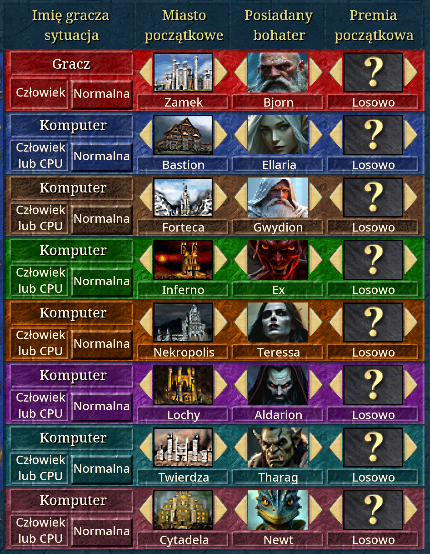 Imię gracza
sytuacja
Miasto
początkowe
Posiadany
bohater
Premia
początkowa
Gracz
Człowiek
Normalna
Zamek
Bjorn
?
Losowo
Komputer
Człowiek
lub CPU
Normalna
Bastion
Ellaria
?
Losowo
Komputer
Człowiek
lub CPU
Normalna
Forteca
Gwydion
?
Losowo
Komputer
Człowiek
lub CPU
Normalna
Inferno
Ex
?
Losowo
Komputer
Człowiek
lub CPU
Normalna
Nekropolis
Teressa
?
Losowo
Komputer
Człowiek
lub CPU
Normalna
Lochy
Aldarion
?
Losowo
Komputer
Człowiek
lub CPU
Normalna
Twierdza
Tharag
?
Losowo
Komputer
Człowiek
lub CPU
Normalna
Cytadela
Newt
?
Losowo